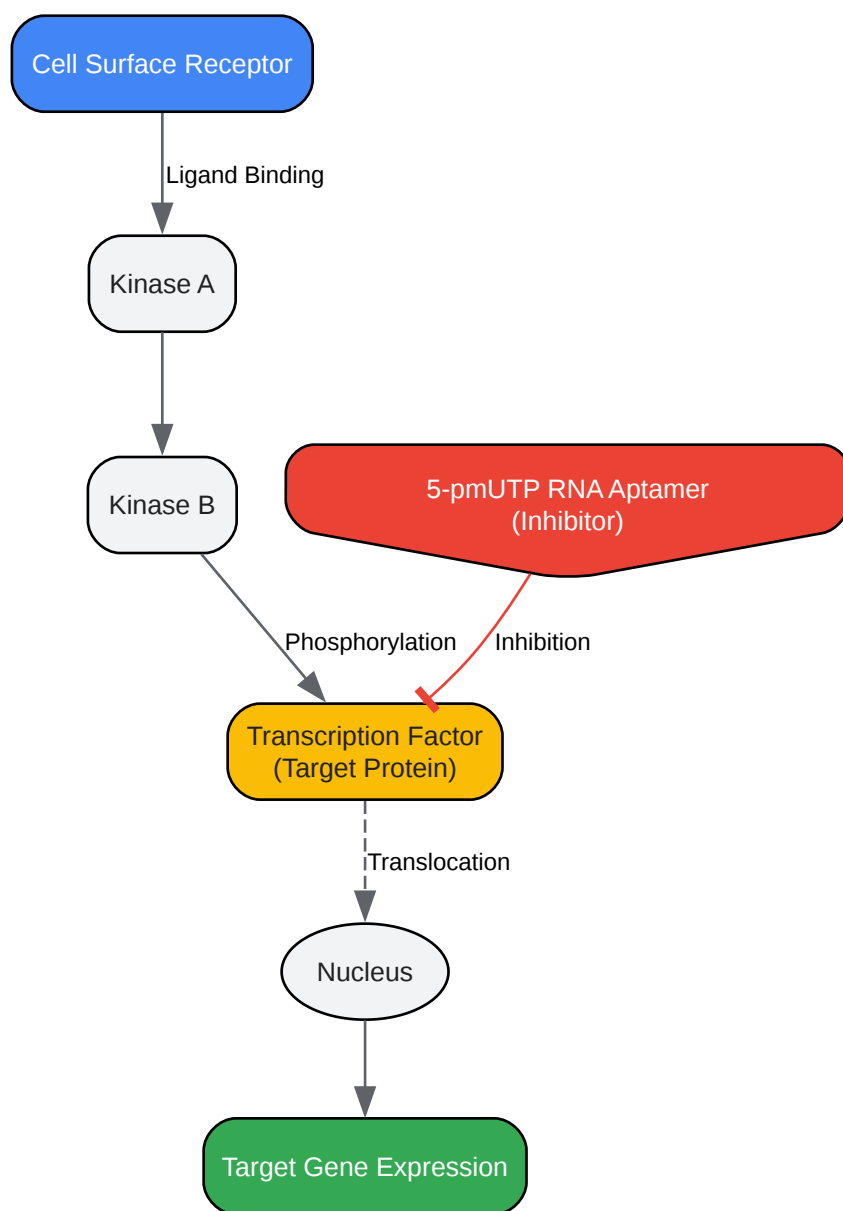 Cell Surface Receptor
Ligand Binding
Kinase A
Kinase B
5-pmUTP RNA Aptamer
(Inhibitor)
Phosphorylation
Inhibition
Transcription Factor
(Target Protein)
Translocation
Nucleus
Target Gene Expression